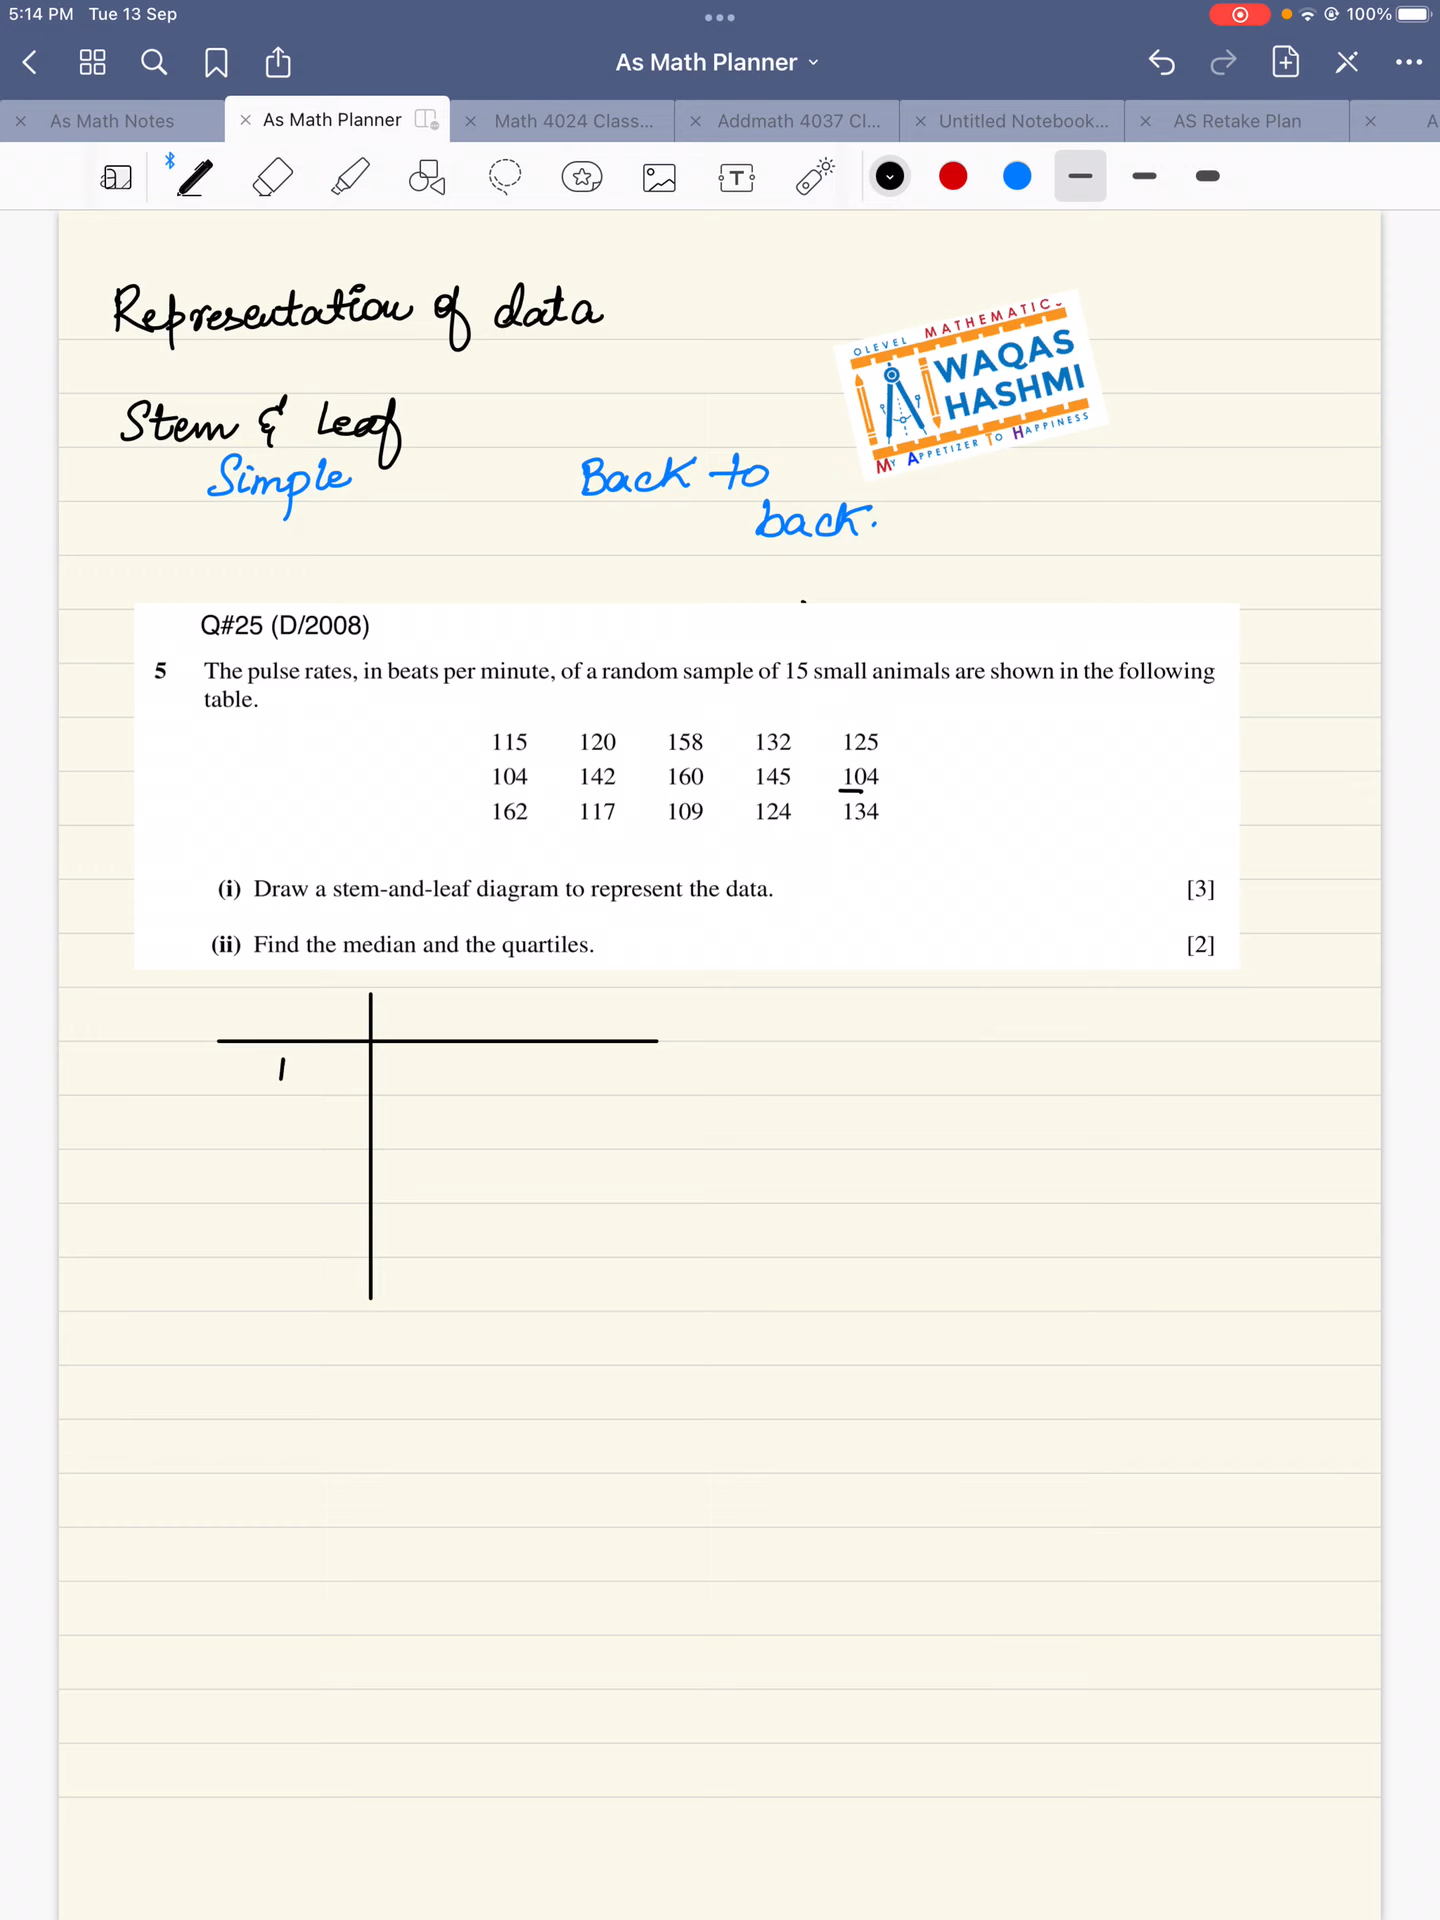 5:14 PM Tue 13 Sep
100%
As Math Planner
As Math Notes
As Math Planner
Math 4024 Class...
Addmath 4037 Cl...
Untitled Notebook...
AS Retake Plan
A
T
Representation of data
OLEVEL MATHEMATICS
WAQAS
HASHMI
MY APPETIZER TO HAPPINESS
Stem & Leaf
Simple
Back to
back.
Q#25 (D/2008)
5 The pulse rates, in beats per minute, of a random sample of 15 small animals are shown in the following
table.
115 120 158 132 125
104 142 160 145 104
162 117 109 124 134
(i) Draw a stem-and-leaf diagram to represent the data. [3]
(ii) Find the median and the quartiles. [2]
1